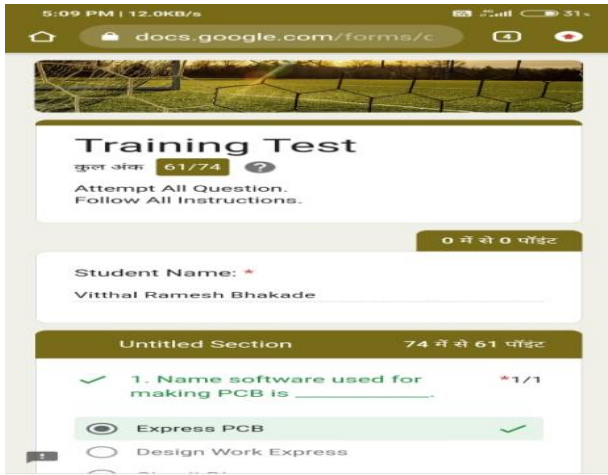 5:09 PM | 12.0KB/s
31
docs.google.com/forms/c
4
Training Test
कुल अंक 61/74 ?
Attempt All Question.
Follow All Instructions.
0 में से 0 पॉइंट
Student Name: *
Vitthal Ramesh Bhakade
Untitled Section 74 में से 61 पॉइंट
1. Name software used for *1/1
making PCB is __________.
Express PCB
Design Work Express